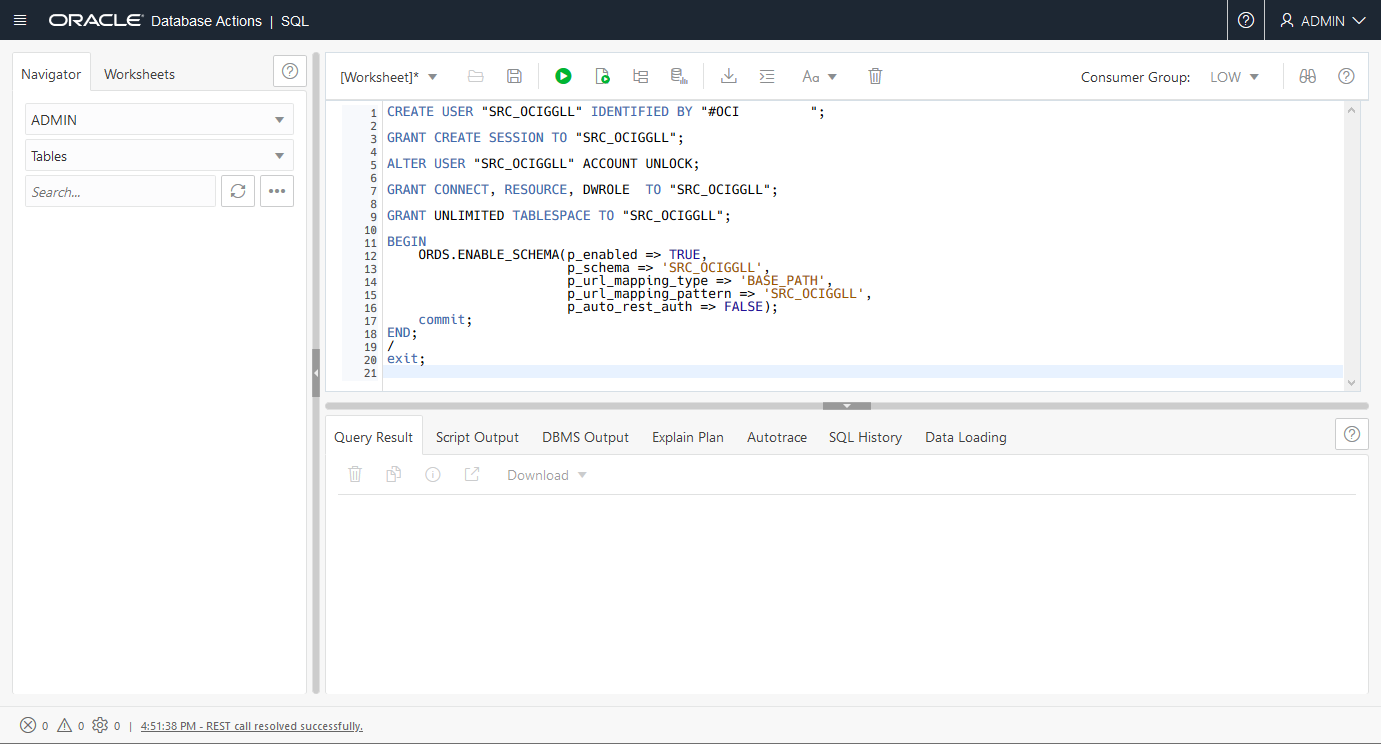 ORACLE Database Actions | SQL
ADMIN
Navigator
Worksheets
ADMIN
Tables
Search...
[Worksheet]*
Aa
Consumer Group: LOW
1 CREATE USER "SRC_OCIGGLL" IDENTIFIED BY "#OCI         ";
2
3 GRANT CREATE SESSION TO "SRC_OCIGGLL";
4
5 ALTER USER "SRC_OCIGGLL" ACCOUNT UNLOCK;
6
7 GRANT CONNECT, RESOURCE, DWROLE  TO "SRC_OCIGGLL";
8
9 GRANT UNLIMITED TABLESPACE TO "SRC_OCIGGLL";
10
11 BEGIN
12     ORDS.ENABLE_SCHEMA(p_enabled => TRUE,
13                        p_schema => 'SRC_OCIGGLL',
14                        p_url_mapping_type => 'BASE_PATH',
15                        p_url_mapping_pattern => 'SRC_OCIGGLL',
16                        p_auto_rest_auth => FALSE);
17     commit;
18 END;
19 /
20 exit;
21
Query Result
Script Output
DBMS Output
Explain Plan
Autotrace
SQL History
Data Loading
Download
0 0 0 | 4:51:38 PM - REST call resolved successfully.